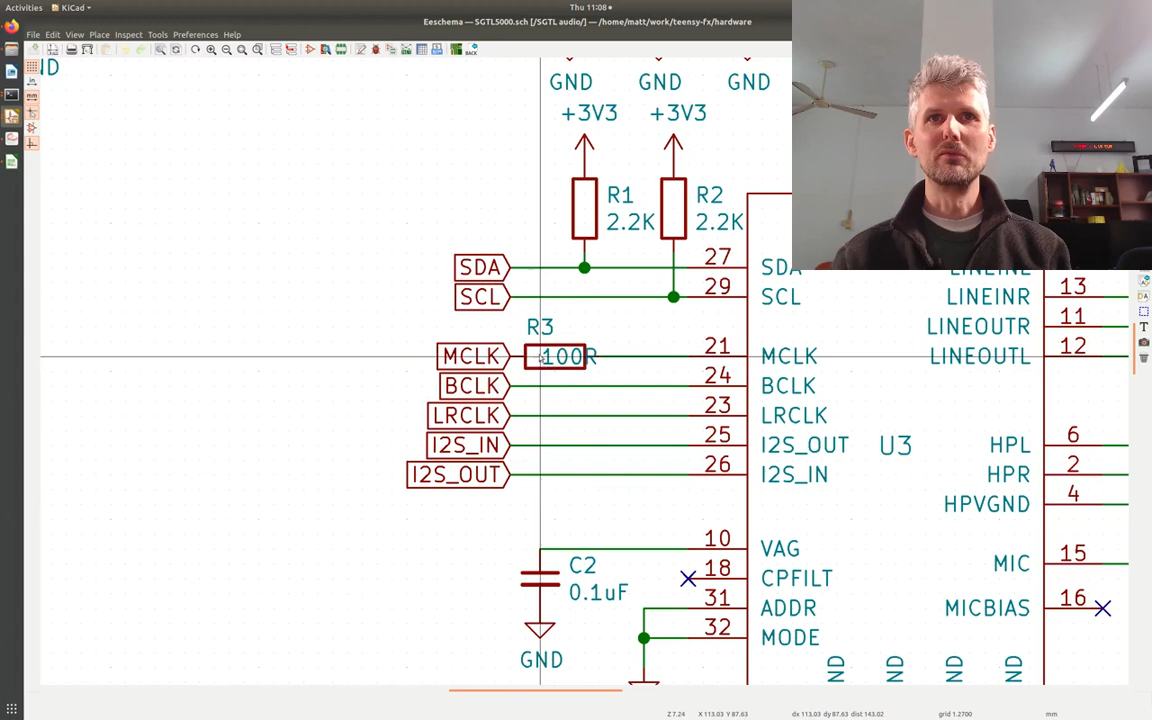 Activities KiCad Thu 11:08
Eeschema — SGTL5000.sch [/SGTL audio/] — /home/matt/work/teensy-fx/hardware
File Edit View Place Inspect Tools Preferences Help
ND
GND GND GND
+3V3 +3V3
R1 R2
2.2K 2.2K
SDA 27 SDA LINEINL
SCL 29 SCL LINEINR 13
LINEOUTR 11
R3
MCLK 100R 21 MCLK LINEOUTL 12
BCLK 24 BCLK
LRCLK 23 LRCLK
I2S_IN 25 I2S_OUT U3 HPL 6
I2S_OUT 26 I2S_IN HPR 2
HPVGND 4
10 VAG
C2
0.1uF
18 CPFILT MIC 15
31 ADDR MICBIAS 16
32 MODE
GND
ND ND ND ND
Z 7.24 X 113.03 Y 87.63 dx 113.03 dy 87.63 dist 143.02 grid 1.2700 mm